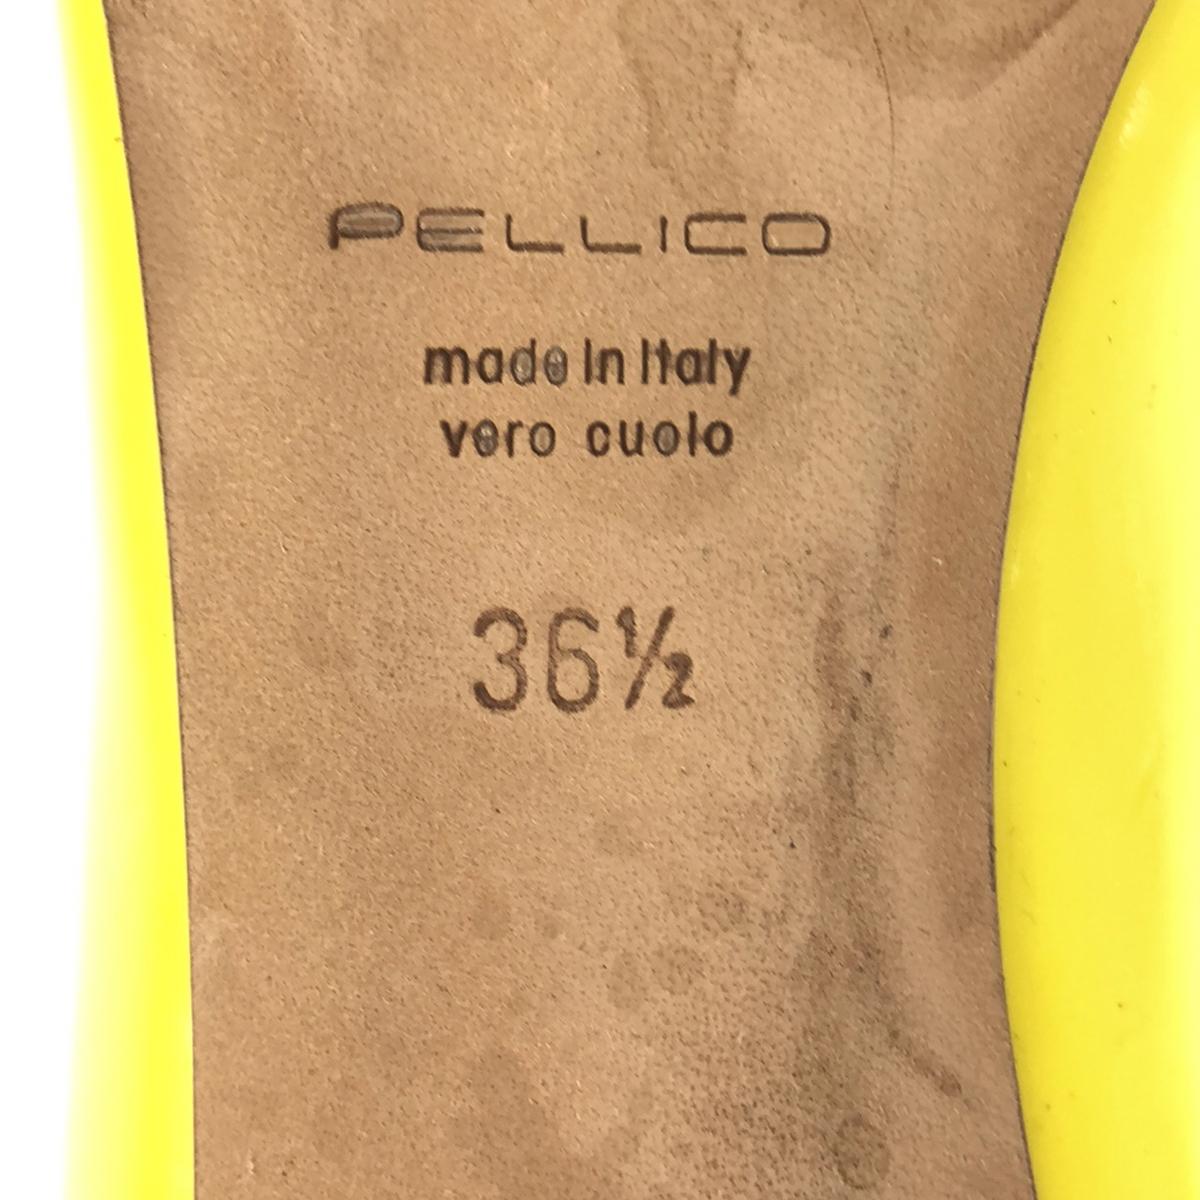 PELLICO
made in Italy
vero cuoio
36½